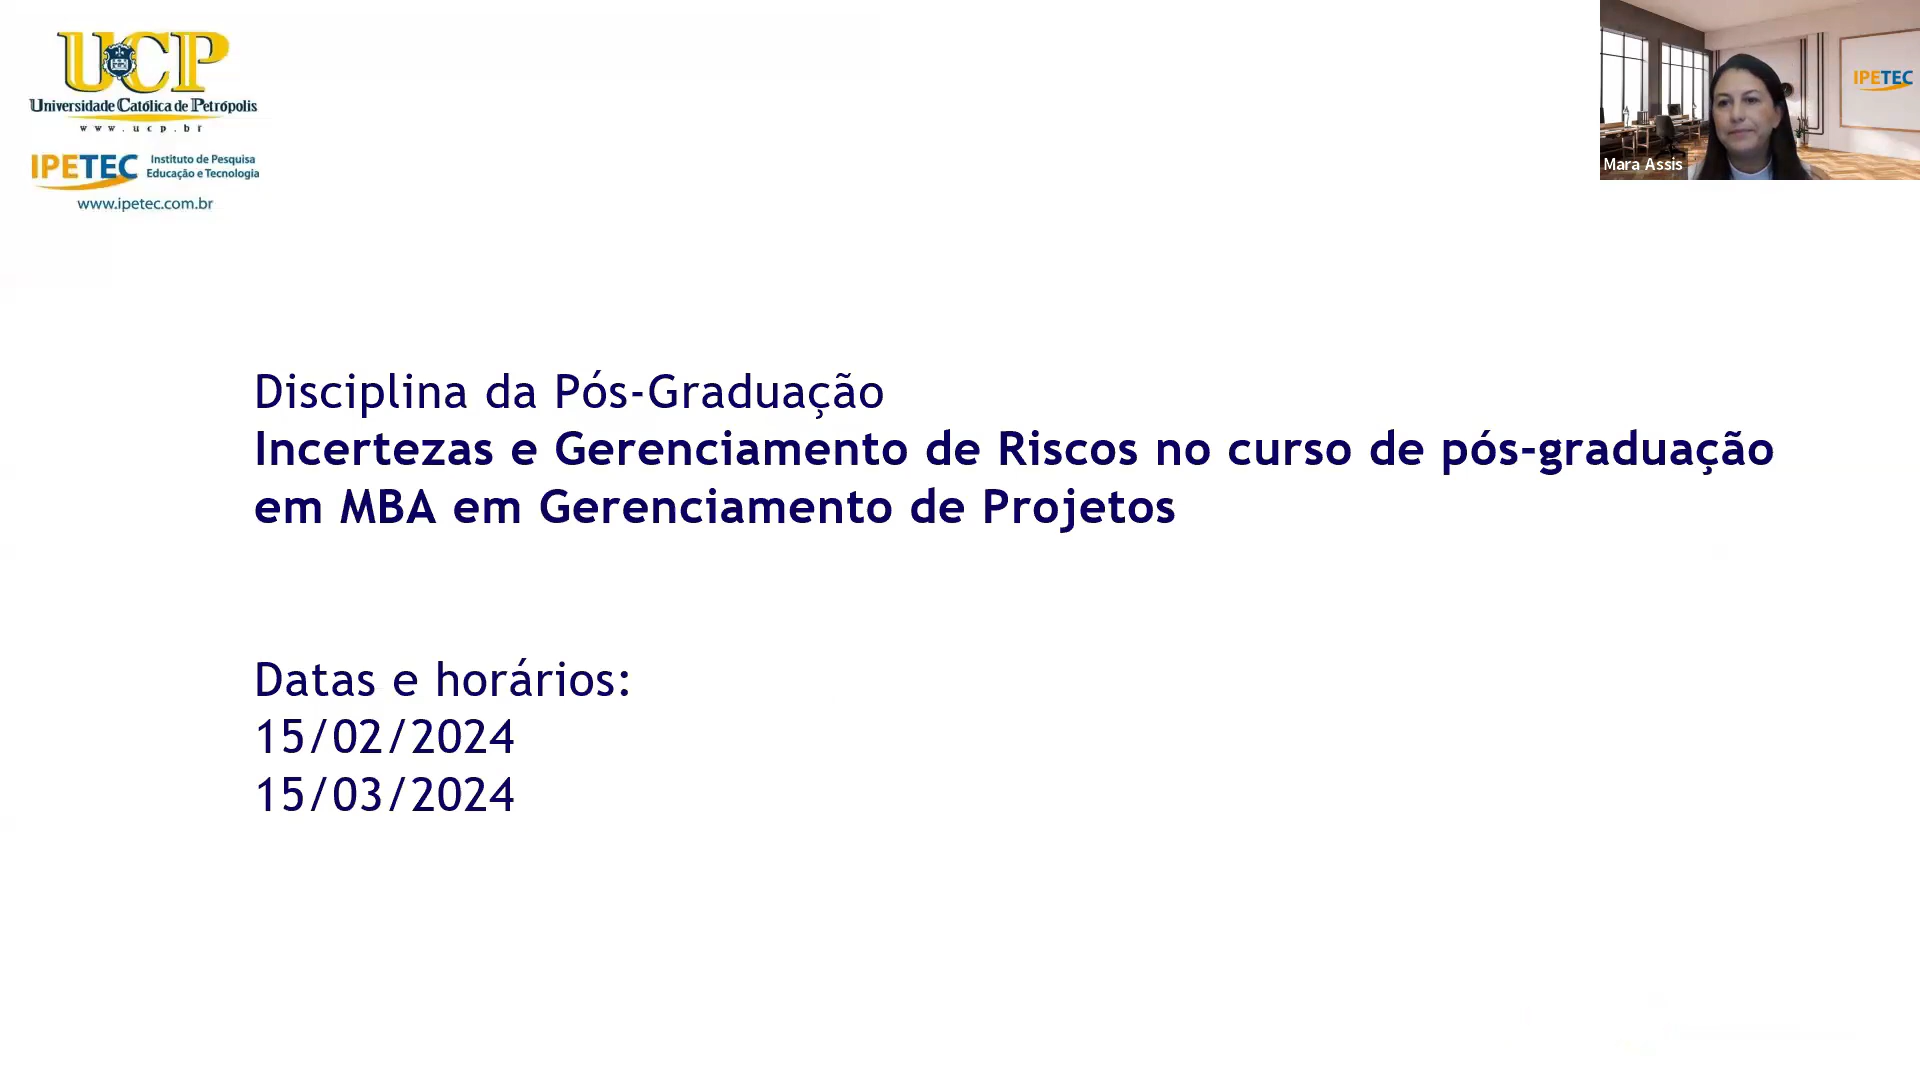 UCP
Universidade Católica de Petrópolis
www.ucp.br
IPETEC
Instituto de Pesquisa
Educação e Tecnologia
www.ipetec.com.br
IPETEC
Mara Assis
Disciplina da Pós-Graduação
Incertezas e Gerenciamento de Riscos no curso de pós-graduação
em MBA em Gerenciamento de Projetos
Datas e horários:
15/02/2024
15/03/2024